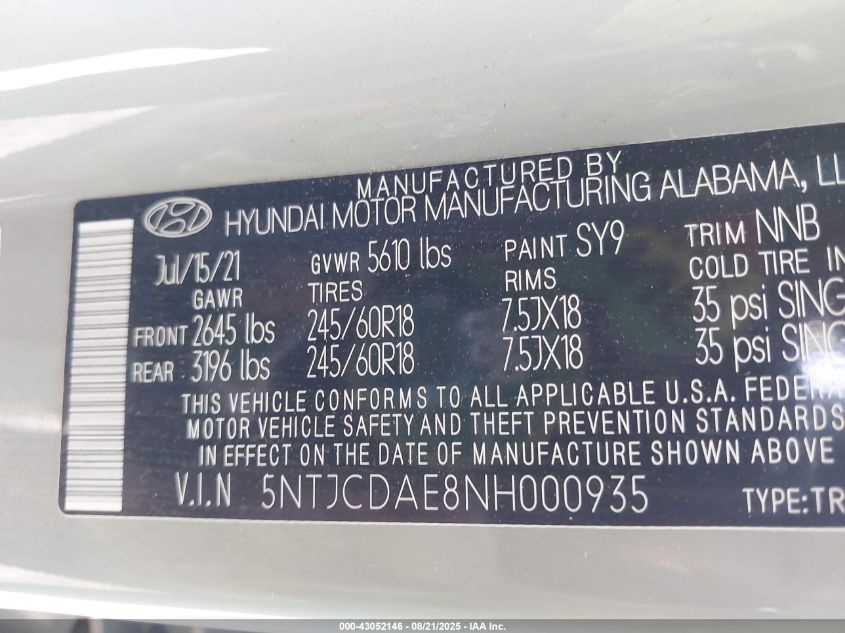 MANUFACTURED BY
HYUNDAI MOTOR MANUFACTURING ALABAMA, LL
Jul/15/21 GVWR 5610 lbs PAINT SY9 TRIM NNB
GAWR TIRES RIMS COLD TIRE IN
FRONT 2645 lbs 245/60R18 7.5JX18 35 psi SING
REAR 3196 lbs 245/60R18 7.5JX18 35 psi SING
THIS VEHICLE CONFORMS TO ALL APPLICABLE U.S.A. FEDERA
MOTOR VEHICLE SAFETY AND THEFT PREVENTION STANDARDS
IN EFFECT ON THE DATE OF MANUFACTURE SHOWN ABOVE
V.I.N 5NTJCDAE8NH000935 TYPE:TR
000-43052146 - 08/21/2025 - IAA Inc.